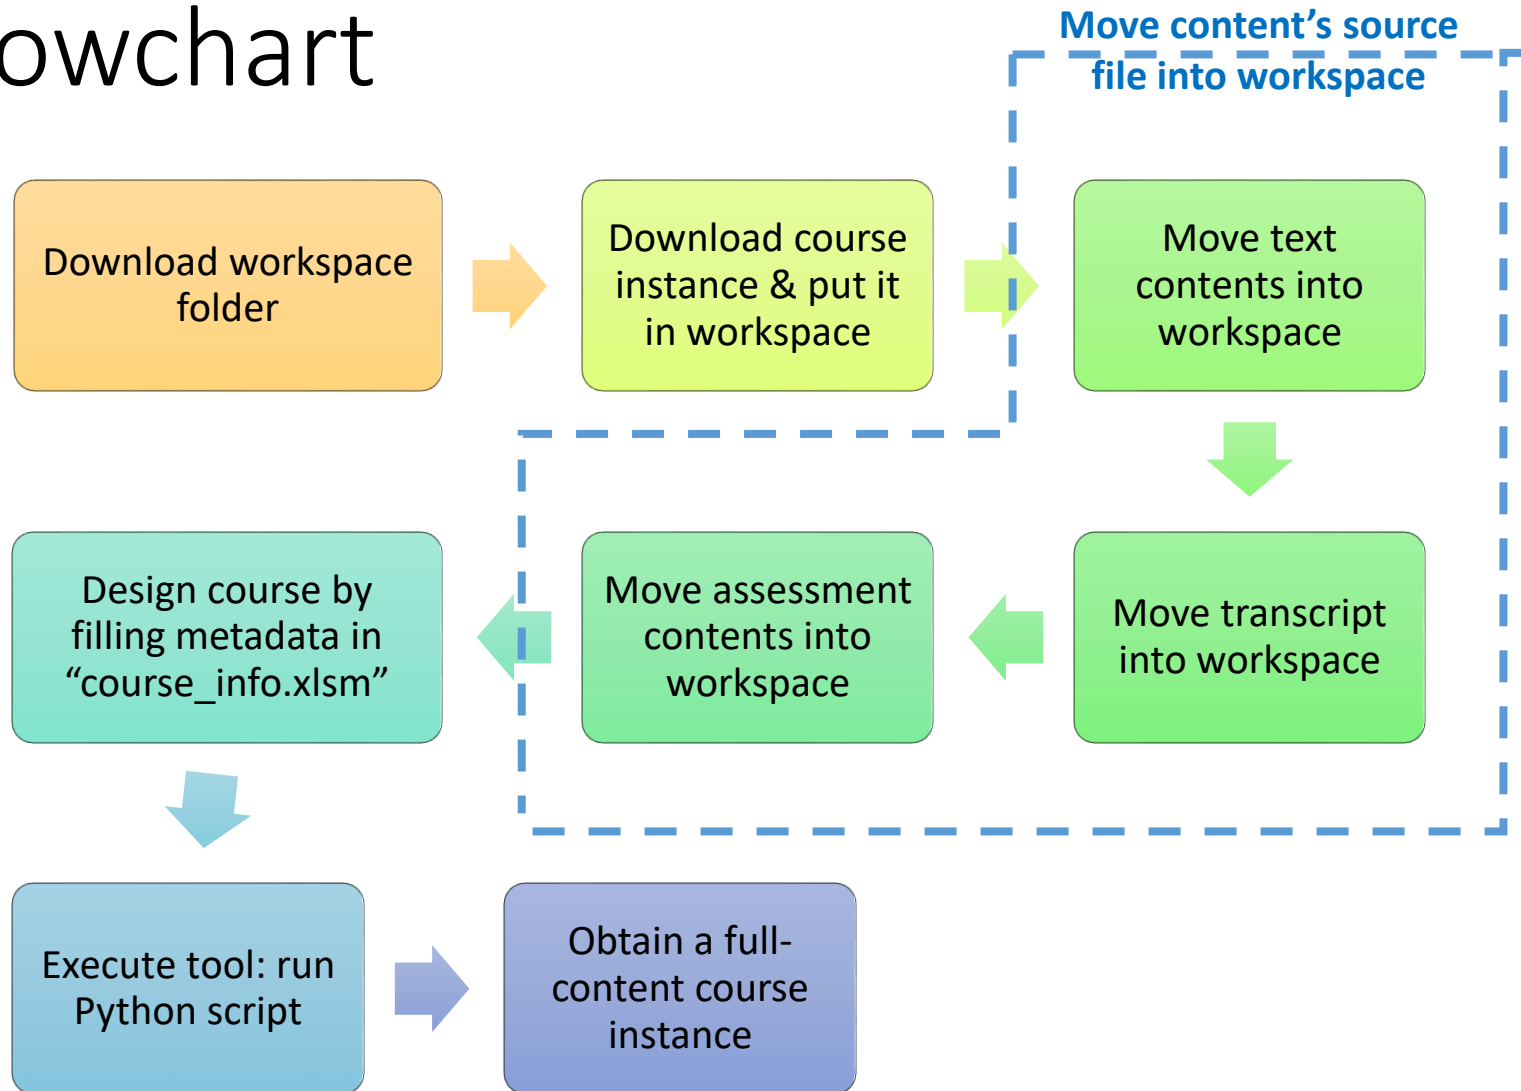 owchart
Move content’s source
file into workspace
Download workspace
folder
Download course
instance & put it
in workspace
Move text
contents into
workspace
Move transcript
into workspace
Move assessment
contents into
workspace
Design course by
filling metadata in
“course_info.xlsm”
Execute tool: run
Python script
Obtain a full-
content course
instance